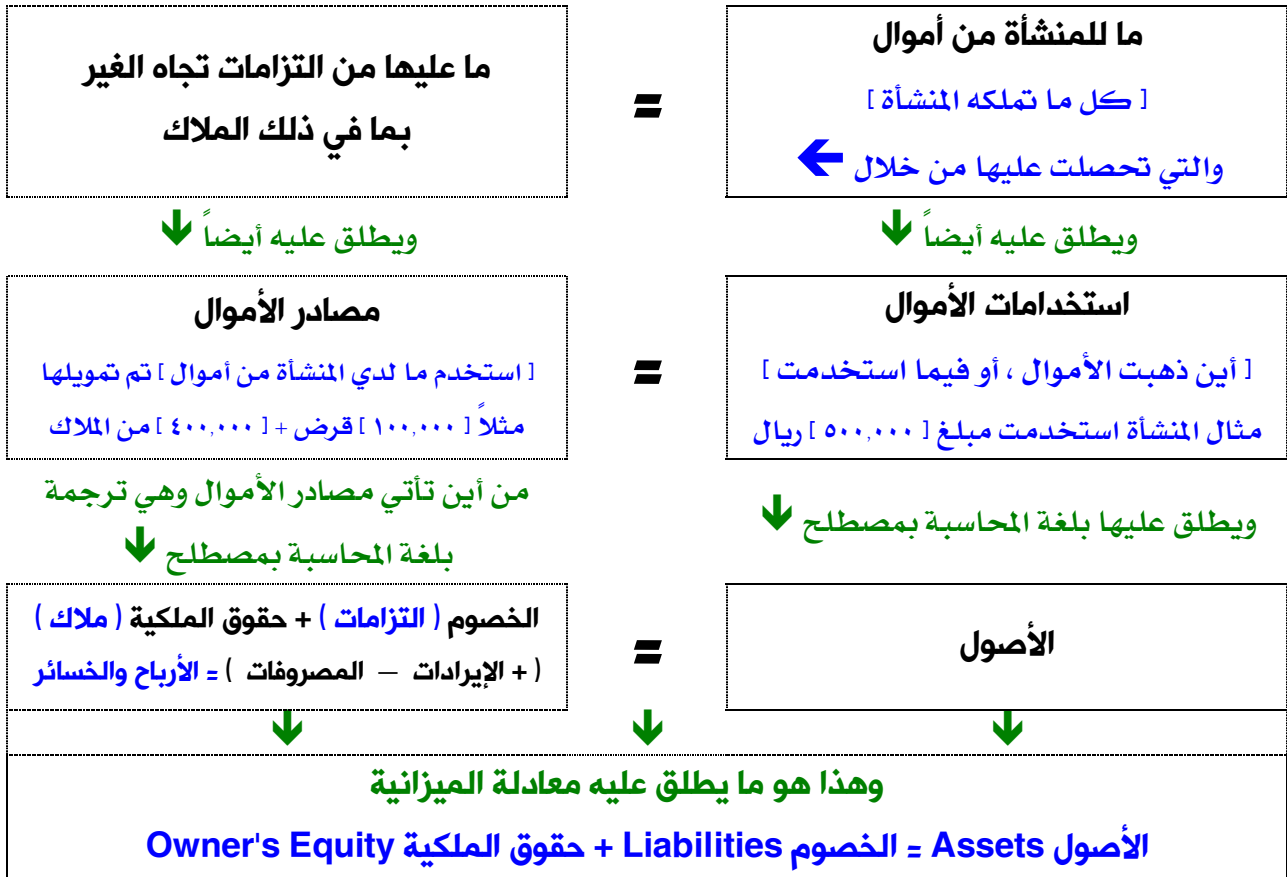 ما للمنشأة من أموال
[ كل ما تملكه المنشأة ]
والتي تحصلت عليها من خلال
=
ما عليها من التزامات تجاه الغير
بما في ذلك الملاك
ويطلق عليه أيضاً
ويطلق عليه أيضاً
استخدامات الأموال
[ أين ذهبت الأموال ، أو فيما استخدمت ]
مثال المنشأة استخدمت مبلغ [ ٥٠٠,٠٠٠ ] ريال
=
مصادر الأموال
[ استخدم ما لدي المنشأة من أموال ] تم تمويلها
مثلاً [ ١٠٠,٠٠٠ ] قرض + [ ٤٠٠,٠٠٠ ] من الملاك
ويطلق عليها بلغة المحاسبة بمصطلح
من أين تأتي مصادر الأموال وهي ترجمة
بلغة المحاسبة بمصطلح
الأصول
=
الخصوم ( التزامات ) + حقوق الملكية ( ملاك )
( + الإيرادات – المصروفات ) = الأرباح والخسائر
وهذا هو ما يطلق عليه معادلة الميزانية
الأصول Assets = الخصوم Liabilities + حقوق الملكية Owner's Equity